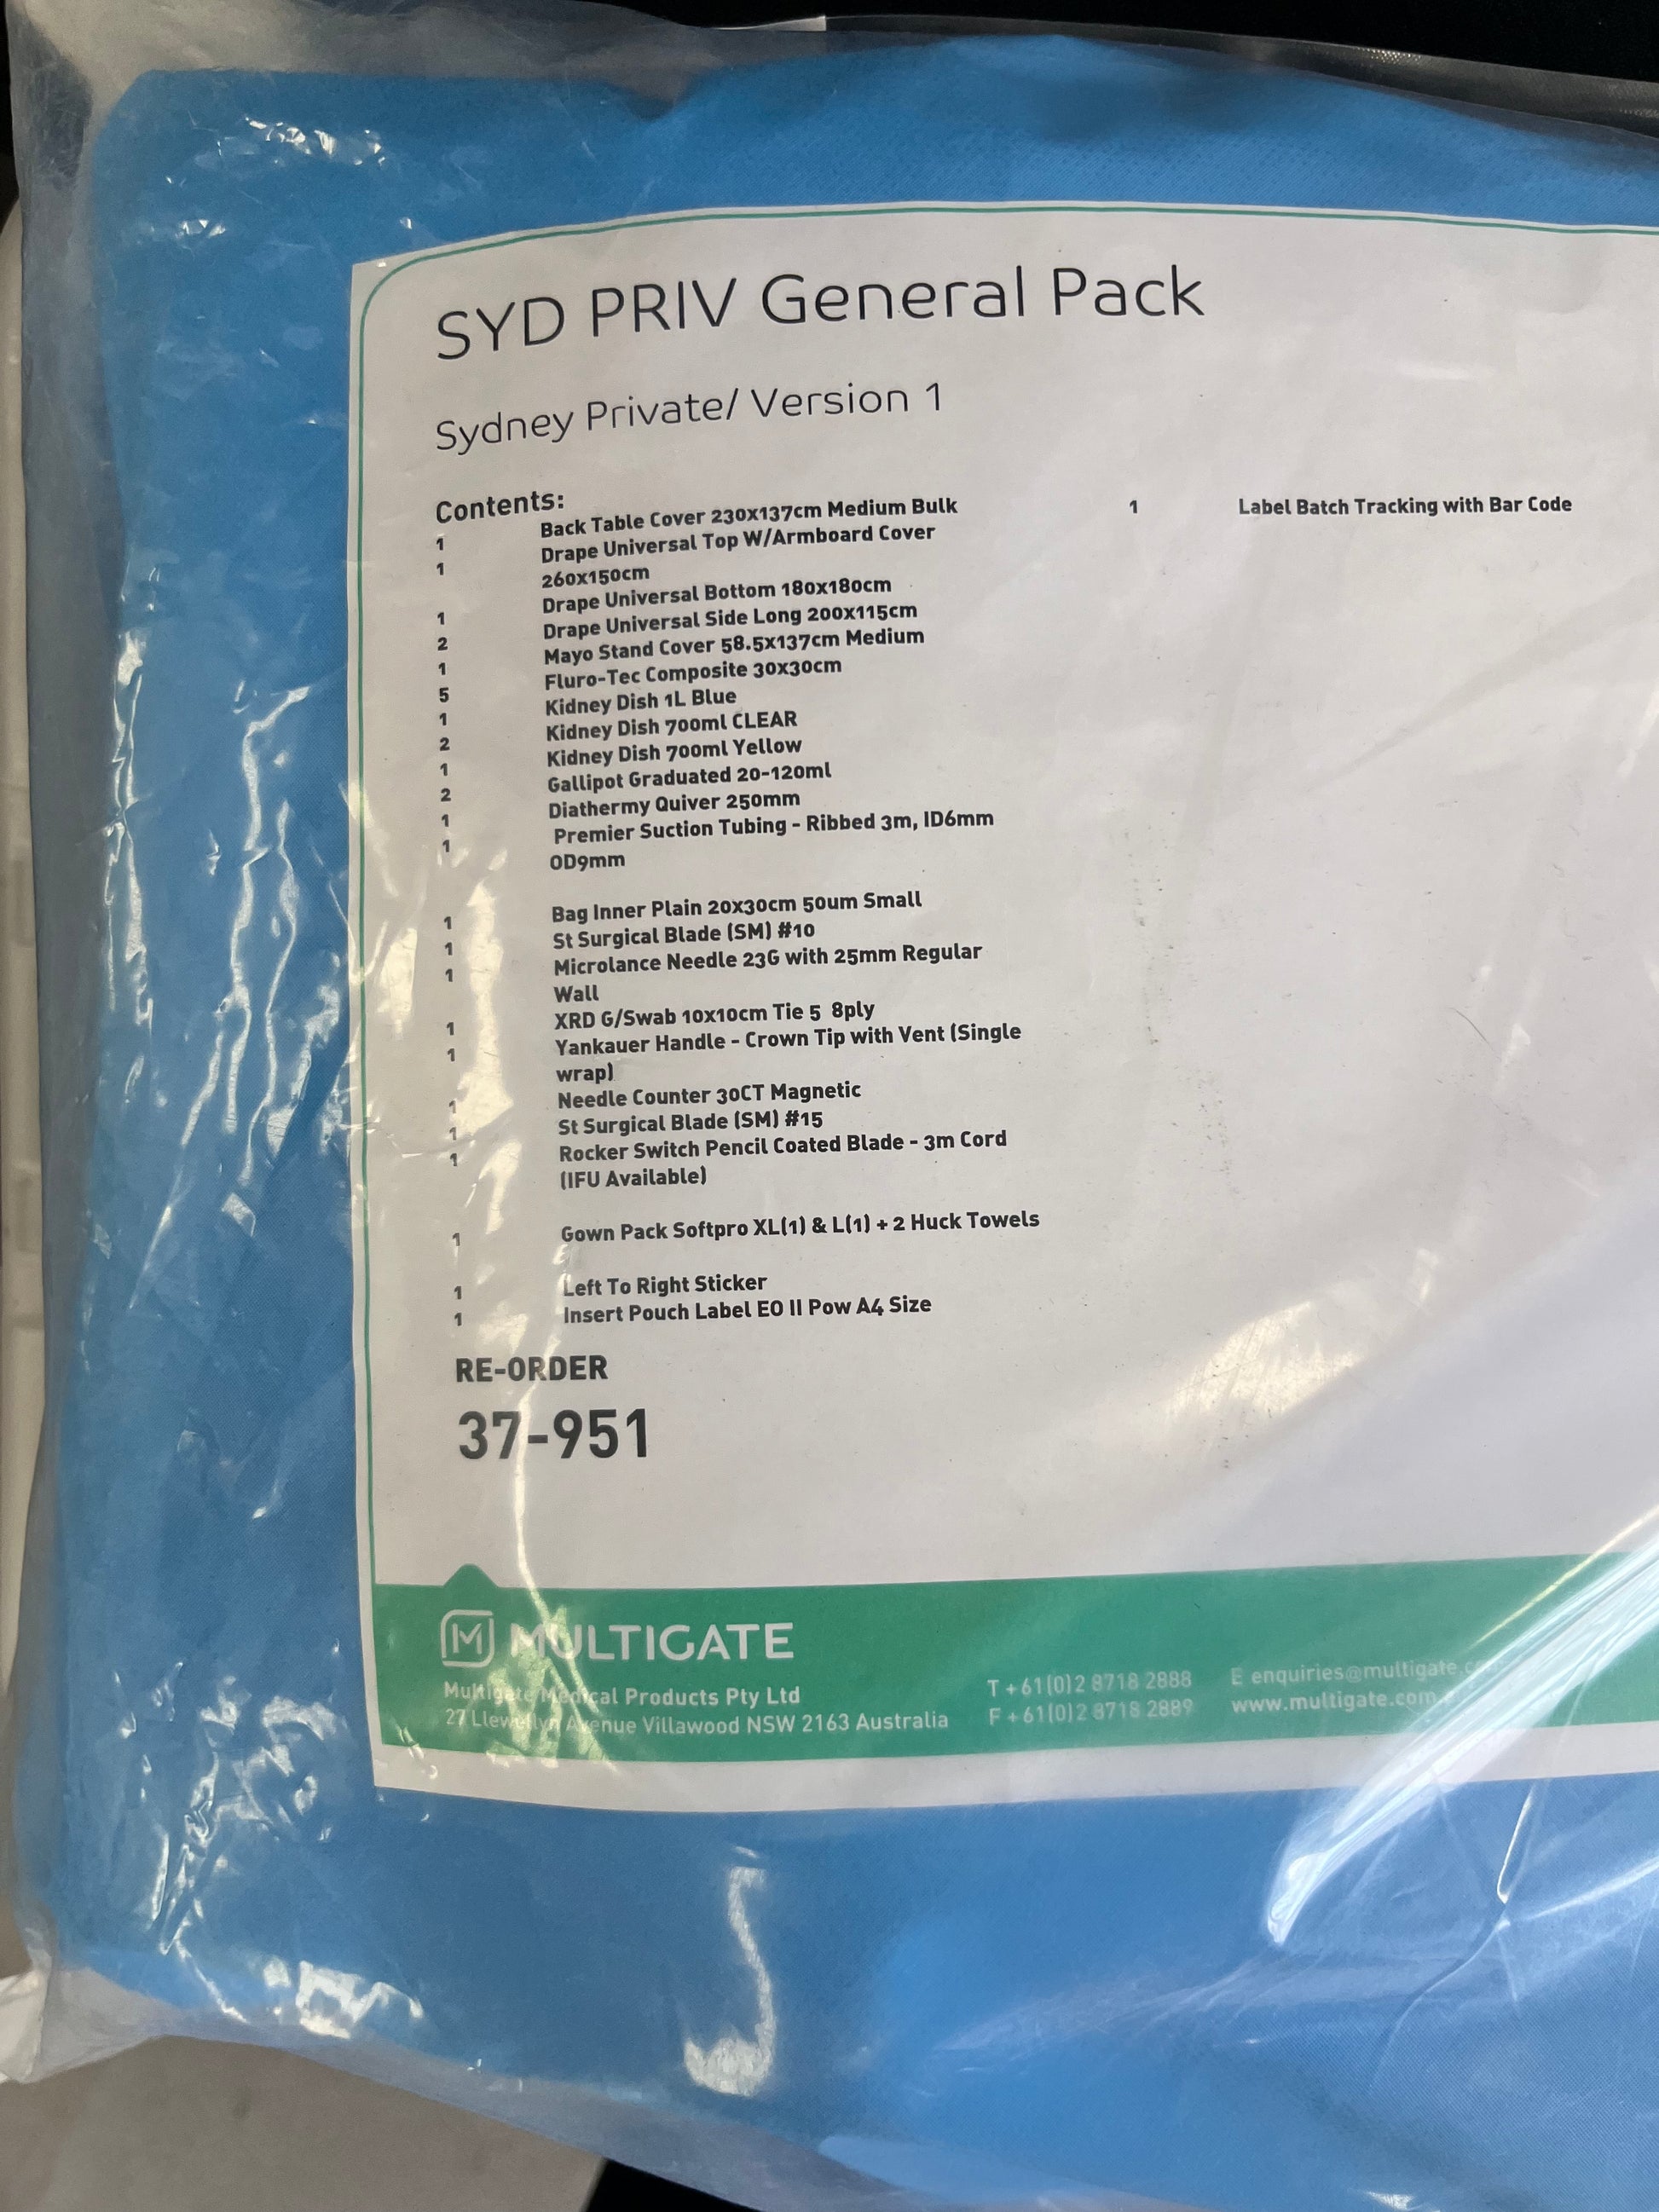 SYD PRIV General Pack
Sydney Private/ Version 1
Contents:
1 Back Table Cover 230x137cm Medium Bulk
1 Drape Universal Top W/Armboard Cover
260x150cm
1 Drape Universal Bottom 180x180cm
2 Drape Universal Side Long 200x115cm
1 Mayo Stand Cover 58.5x137cm Medium
5 Fluro-Tec Composite 30x30cm
1 Kidney Dish 1L Blue
2 Kidney Dish 700ml CLEAR
1 Kidney Dish 700ml Yellow
2 Gallipot Graduated 20-120ml
1 Diathermy Quiver 250mm
1 Premier Suction Tubing - Ribbed 3m, ID6mm
OD9mm
1 Bag Inner Plain 20x30cm 50um Small
1 St Surgical Blade (SM) #10
1 Microlance Needle 23G with 25mm Regular
Wall
1 XRD G/Swab 10x10cm Tie 5 8ply
1 Yankauer Handle - Crown Tip with Vent (Single
wrap)
1 Needle Counter 30CT Magnetic
1 St Surgical Blade (SM) #15
1 Rocker Switch Pencil Coated Blade - 3m Cord
(IFU Available)
1 Gown Pack Softpro XL(1) & L(1) + 2 Huck Towels
1 Left To Right Sticker
1 Insert Pouch Label EO II Pow A4 Size
1 Label Batch Tracking with Bar Code
RE-ORDER
37-951
M MULTIGATE
Multigate Medical Products Pty Ltd
27 Llewellyn Avenue Villawood NSW 2163 Australia
T +61(0)2 8718 2888
F +61(0)2 8718 2889
E enquiries@multigate.c
www.multigate.com